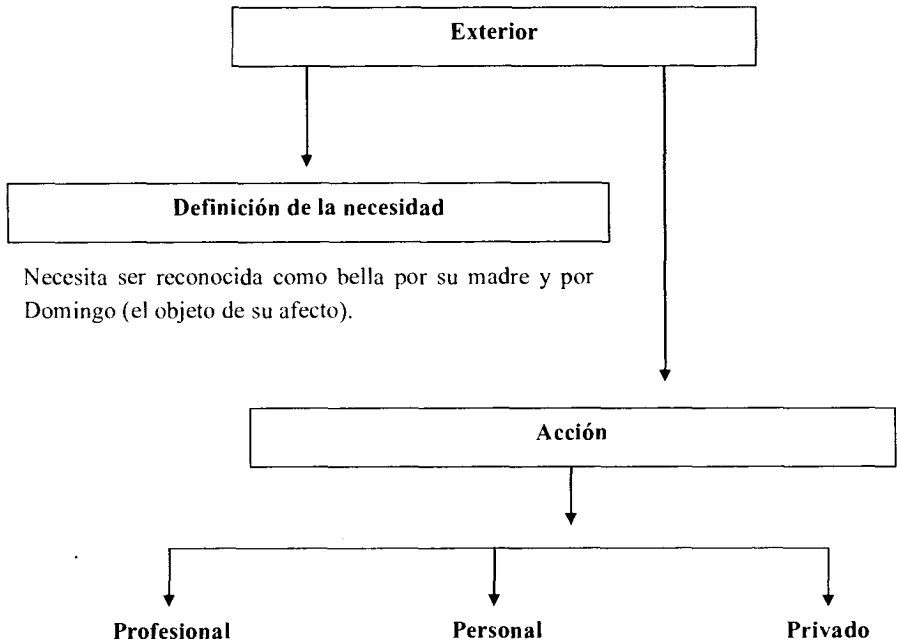 Exterior
Definición de la necesidad
Necesita ser reconocida como bella por su madre y por
Domingo (el objeto de su afecto).
Acción
Profesional Personal Privado